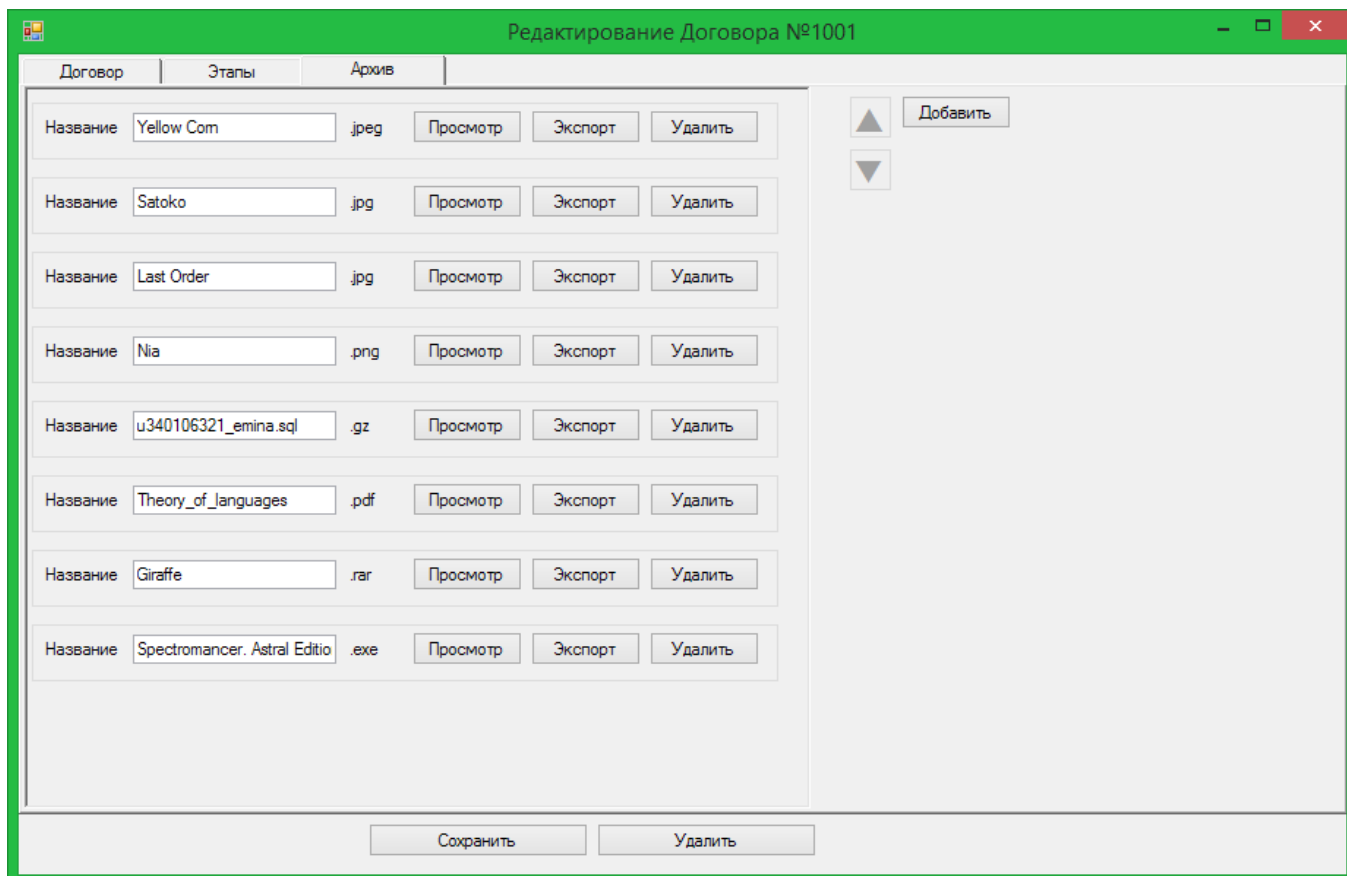 Редактирование Договора №1001
Договор Этапы Архив
Название Yellow Corn .jpeg Просмотр Экспорт Удалить
Добавить
Название Satoko .jpg Просмотр Экспорт Удалить
Название Last Order .jpg Просмотр Экспорт Удалить
Название Nia .png Просмотр Экспорт Удалить
Название u340106321_emina.sql .gz Просмотр Экспорт Удалить
Название Theory_of_languages .pdf Просмотр Экспорт Удалить
Название Giraffe .rar Просмотр Экспорт Удалить
Название Spectromancer. Astral Editio .exe Просмотр Экспорт Удалить
Сохранить Удалить